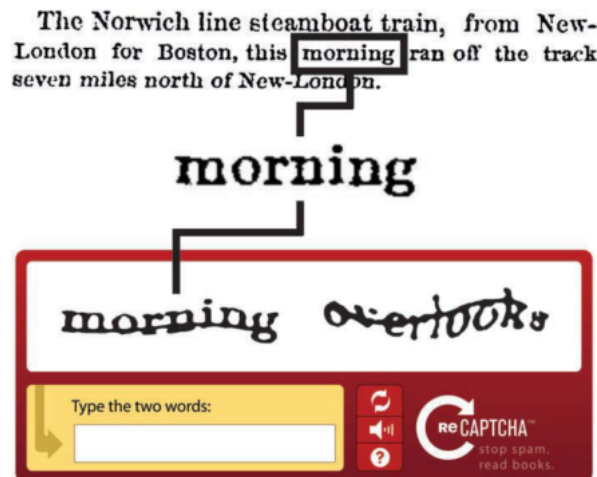 The Norwich line steamboat train, from New-
London for Boston, this morning ran off the track
seven miles north of New-London.
morning
morning overlooks
Type the two words:
?
ReCAPTCHA™
stop spam.
read books.